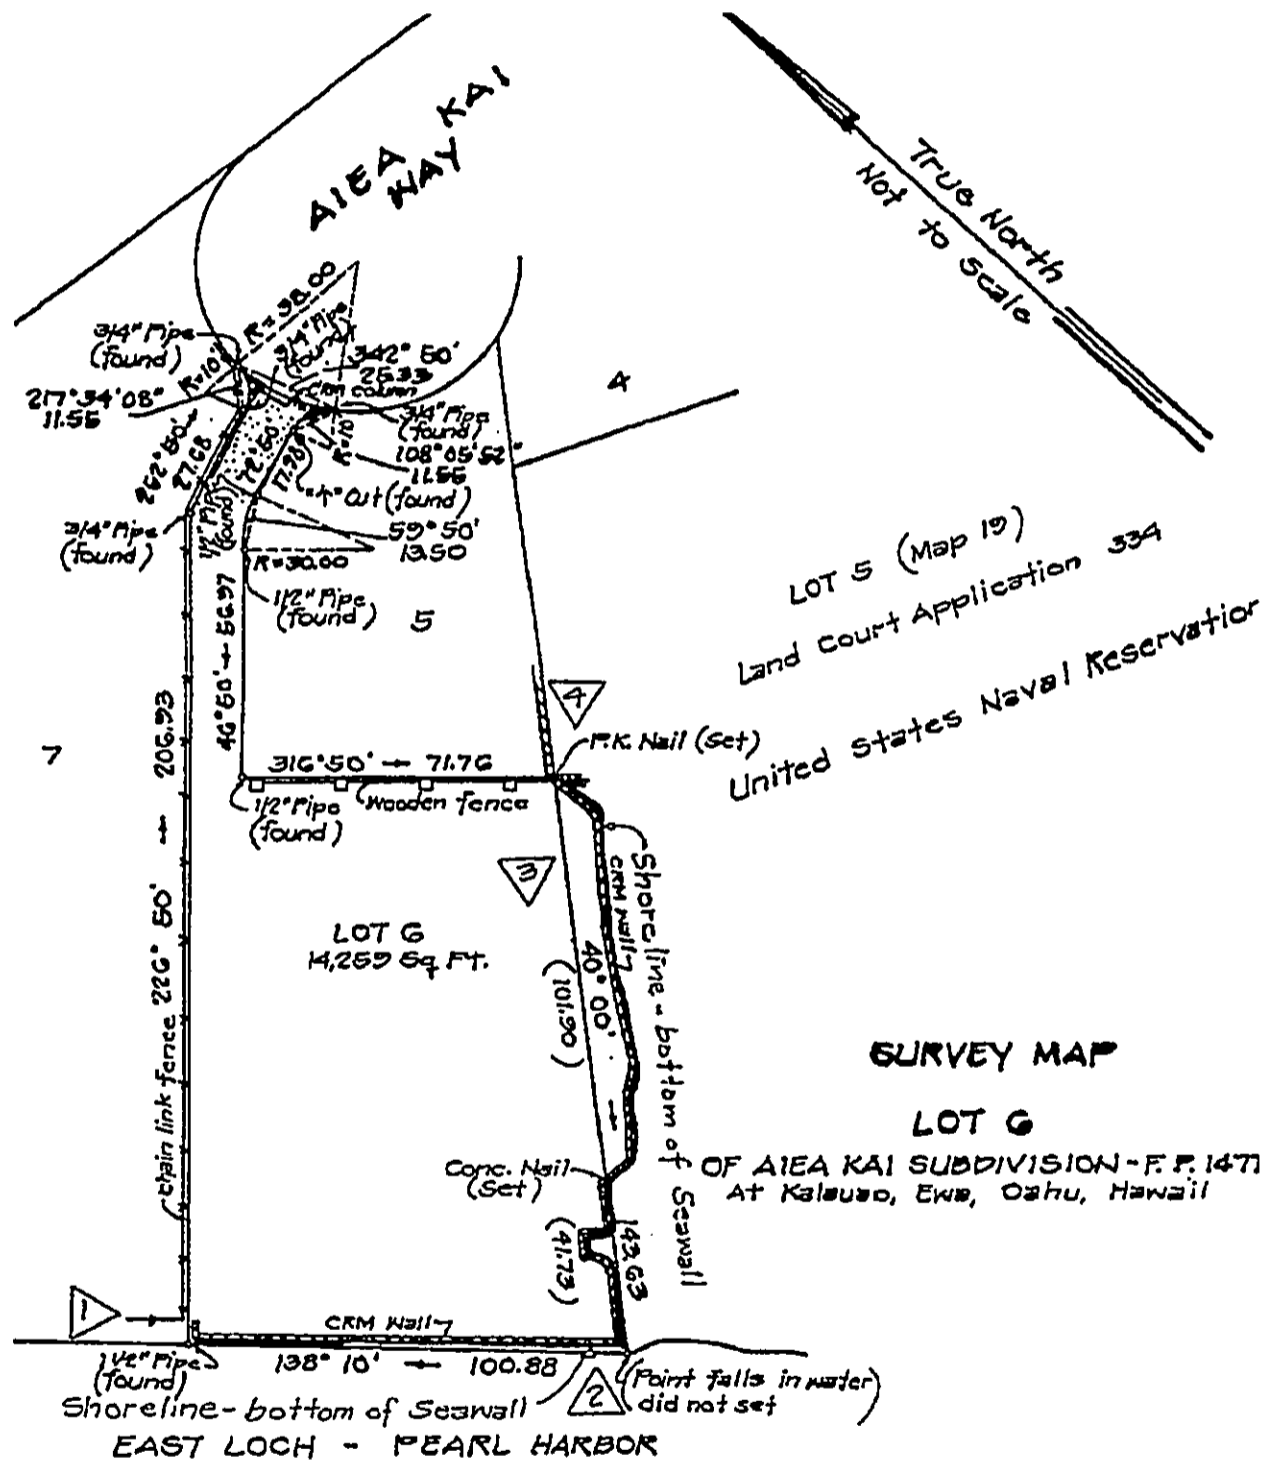 AIEA KAI
WAY
True North
Not to Scale
R=38.00
3/4" Pipe
(found)
3/4" Pipe
(found)
R=10
342° 50'
25.33
CRM Column
217° 34' 08"
11.55
3/4" Pipe
(found)
R=10
108° 05' 52"
11.55
252° 50'
27.68
72° 50'
17.98
"+" Cut (found)
3/4" Pipe
(found)
1/2" Pipe
(found)
59° 50'
13.50
R=30.00
1/2" Pipe
(found)
46° 50' 56.97
4
5
7
LOT 5 (Map 19)
Land Court Application 334
United States Naval Reservation
4
P.K. Nail (Set)
316° 50' 71.76
1/2" Pipe
(found)
Wooden fence
3
Shoreline - bottom of Seawall
CRM Wall
40° 00'
(101.90)
LOT 6
14,259 Sq Ft.
chain link fence 226° 50' 206.93
SURVEY MAP
LOT 6
OF AIEA KAI SUBDIVISION - F.P. 1471
At Kalauao, Ewa, Oahu, Hawaii
Conc. Nail
(Set)
143.63
(41.73)
1
CRM Wall
1 1/2" Pipe
(found)
138° 10' 100.88
2
(Point falls in water)
did not set
Shoreline - bottom of Seawall
EAST LOCH - PEARL HARBOR